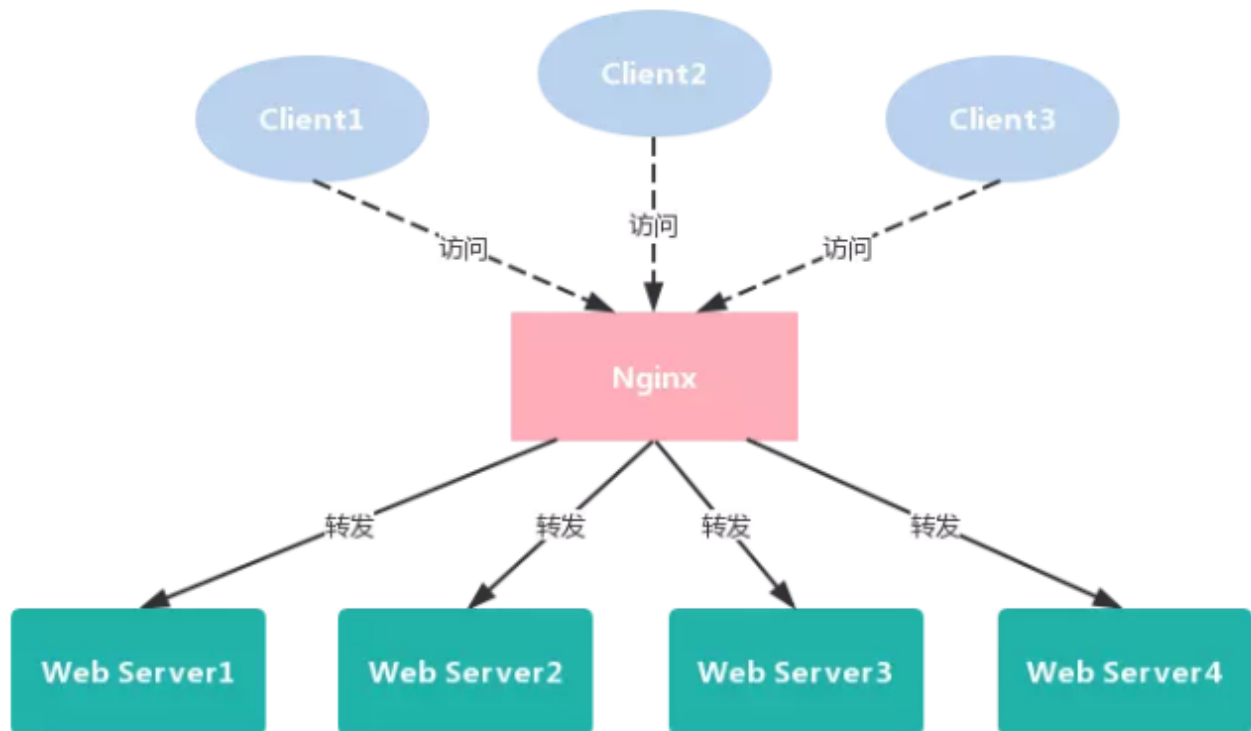 Client2
Client1
Client3
访问
访问
访问
Nginx
转发
转发
转发
转发
Web Server1
Web Server2
Web Server3
Web Server4